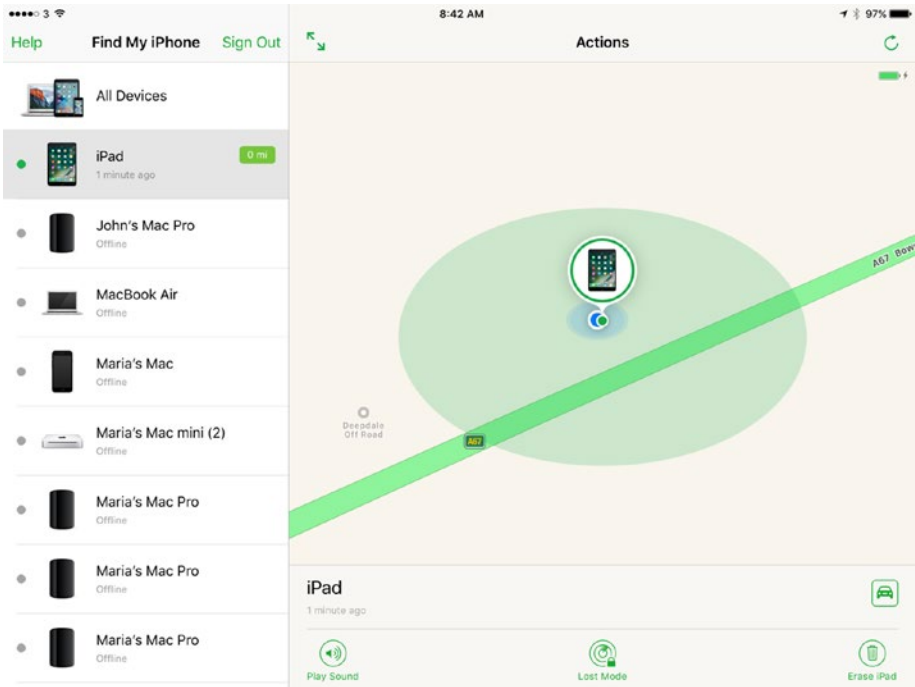 3
8:42 AM
97%
Help
Find My iPhone
Sign Out
Actions
All Devices
iPad
0 mi
1 minute ago
John's Mac Pro
Offline
MacBook Air
Offline
Maria's Mac
Offline
Maria's Mac mini (2)
Offline
Maria's Mac Pro
Offline
Maria's Mac Pro
Offline
Maria's Mac Pro
Offline
A67 Bow
Deepdale
Off Road
A67
iPad
1 minute ago
Play Sound
Lost Mode
Erase iPad